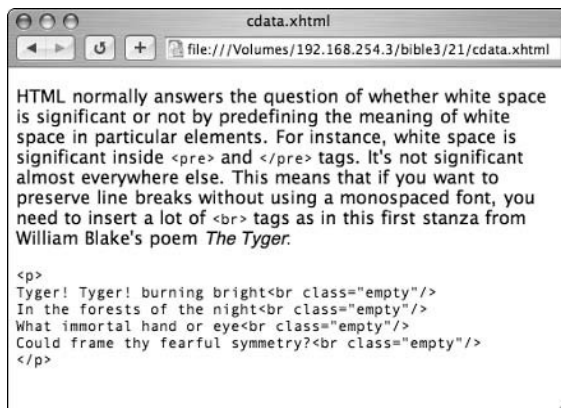 cdata.xhtml
file:///Volumes/192.168.254.3/bible3/21/cdata.xhtml
HTML normally answers the question of whether white space
is significant or not by predefining the meaning of white
space in particular elements. For instance, white space is
significant inside <pre> and </pre> tags. It's not significant
almost everywhere else. This means that if you want to
preserve line breaks without using a monospaced font, you
need to insert a lot of <br> tags as in this first stanza from
William Blake's poem The Tyger:
<p>
Tyger! Tyger! burning bright<br class="empty"/>
In the forests of the night<br class="empty"/>
What immortal hand or eye<br class="empty"/>
Could frame thy fearful symmetry?<br class="empty"/>
</p>